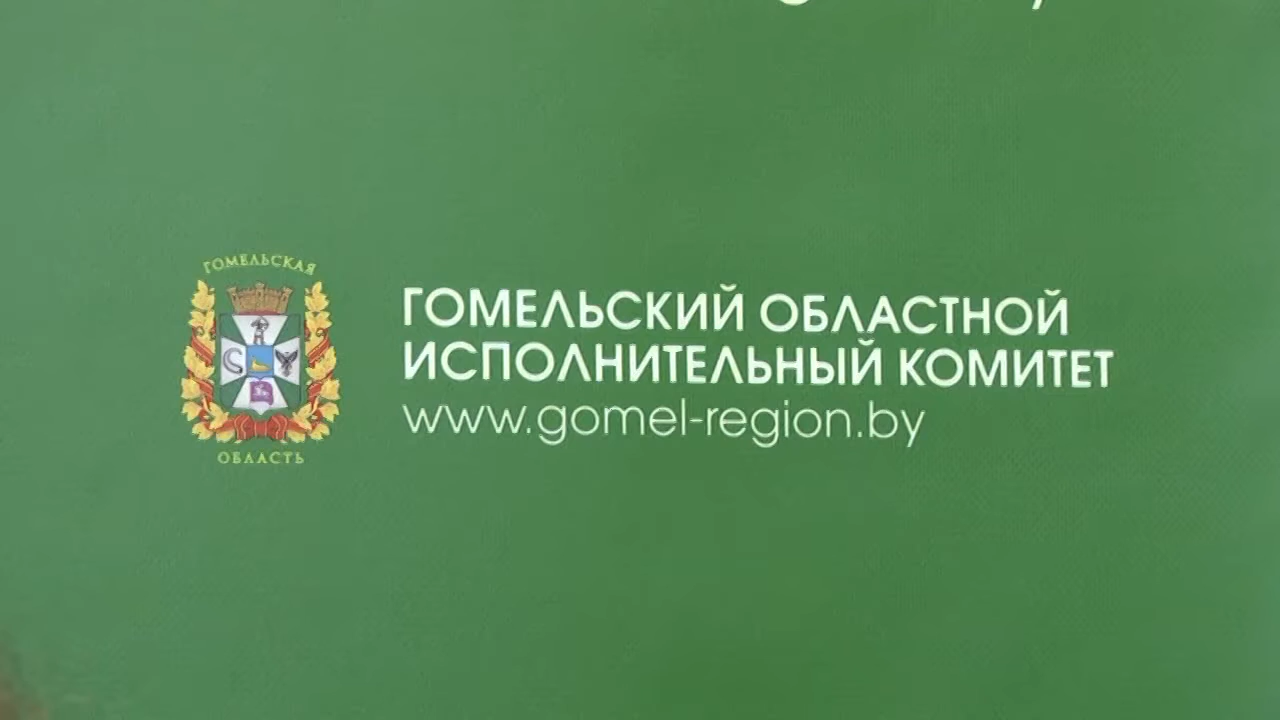 ГОМЕЛЬСКАЯ
ОБЛАСТЬ
ГОМЕЛЬСКИЙ ОБЛАСТНОЙ
ИСПОЛНИТЕЛЬНЫЙ КОМИТЕТ
www.gomel-region.by